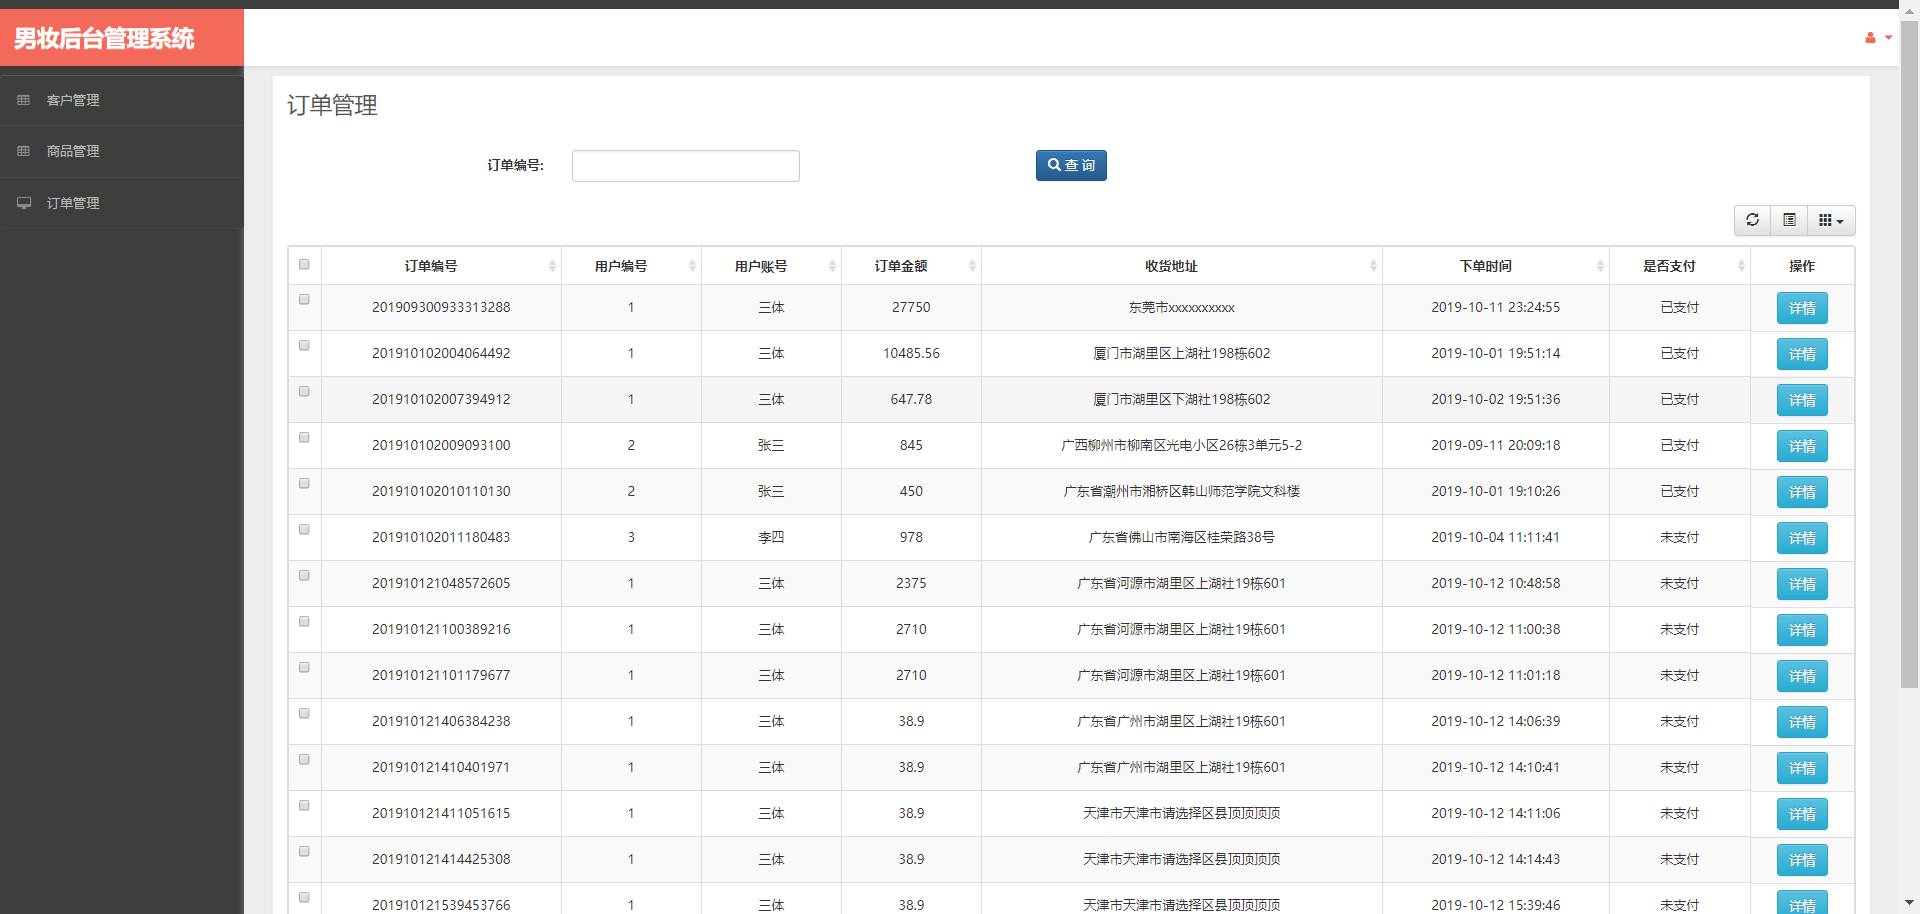 男妆后台管理系统
客户管理
商品管理
订单管理
订单管理
订单编号:
查 询
订单编号 用户编号 用户账号 订单金额 收货地址 下单时间 是否支付 操作
201909300933313288 1 三体 27750 东莞市xxxxxxxxxx 2019-10-11 23:24:55 已支付 详情
201910102004064492 1 三体 10485.56 厦门市湖里区上湖社198栋602 2019-10-01 19:51:14 已支付 详情
201910102007394912 1 三体 647.78 厦门市湖里区下湖社198栋602 2019-10-02 19:51:36 已支付 详情
201910102009093100 2 张三 845 广西柳州市柳南区光电小区26栋3单元5-2 2019-09-11 20:09:18 已支付 详情
201910102010110130 2 张三 450 广东省潮州市湘桥区韩山师范学院文科楼 2019-10-01 19:10:26 已支付 详情
201910102011180483 3 李四 978 广东省佛山市南海区桂荣路38号 2019-10-04 11:11:41 未支付 详情
201910121048572605 1 三体 2375 广东省河源市湖里区上湖社19栋601 2019-10-12 10:48:58 未支付 详情
201910121100389216 1 三体 2710 广东省河源市湖里区上湖社19栋601 2019-10-12 11:00:38 未支付 详情
201910121101179677 1 三体 2710 广东省河源市湖里区上湖社19栋601 2019-10-12 11:01:18 未支付 详情
201910121406384238 1 三体 38.9 广东省广州市湖里区上湖社19栋601 2019-10-12 14:06:39 未支付 详情
201910121410401971 1 三体 38.9 广东省广州市湖里区上湖社19栋601 2019-10-12 14:10:41 未支付 详情
201910121411051615 1 三体 38.9 天津市天津市请选择区县顶顶顶顶 2019-10-12 14:11:06 未支付 详情
201910121414425308 1 三体 38.9 天津市天津市请选择区县顶顶顶顶 2019-10-12 14:14:43 未支付 详情
201910121539453766 1 三体 38.9 天津市天津市请选择区县顶顶顶顶 2019-10-12 15:39:46 未支付 详情